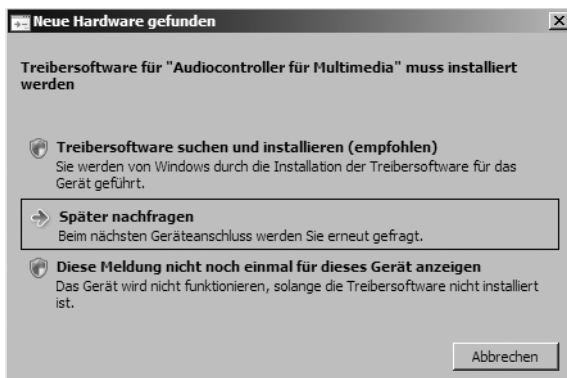 Neue Hardware gefunden
Treibersoftware für "Audiocontroller für Multimedia" muss installiert
werden
Treibersoftware suchen und installieren (empfohlen)
Sie werden von Windows durch die Installation der Treibersoftware für das
Gerät geführt.
Später nachfragen
Beim nächsten Geräteanschluss werden Sie erneut gefragt.
Diese Meldung nicht noch einmal für dieses Gerät anzeigen
Das Gerät wird nicht funktionieren, solange die Treibersoftware nicht installiert
ist.
Abbrechen